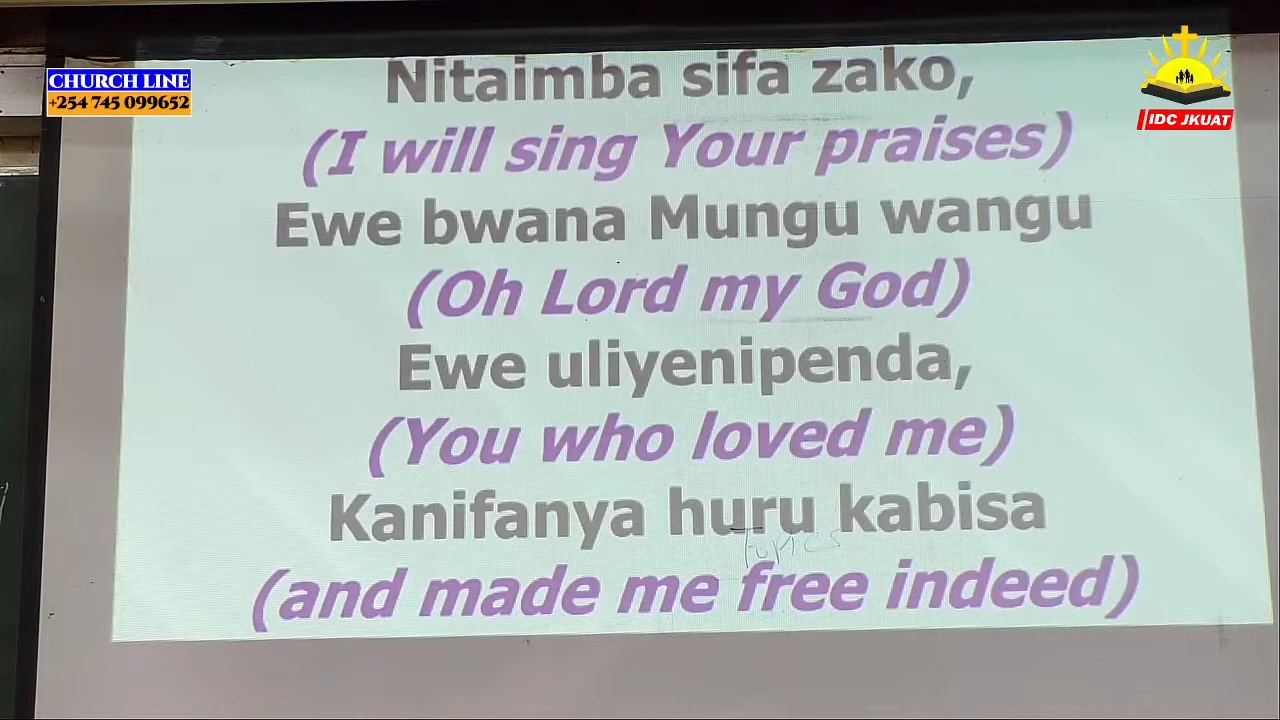 CHURCH LINE
+254 745 099652
IDC JKUAT
Nitaimba sifa zako,
(I will sing Your praises)
Ewe bwana Mungu wangu
(Oh Lord my God)
Ewe uliyenipenda,
(You who loved me)
Kanifanya huru kabisa
Topics
(and made me free indeed)